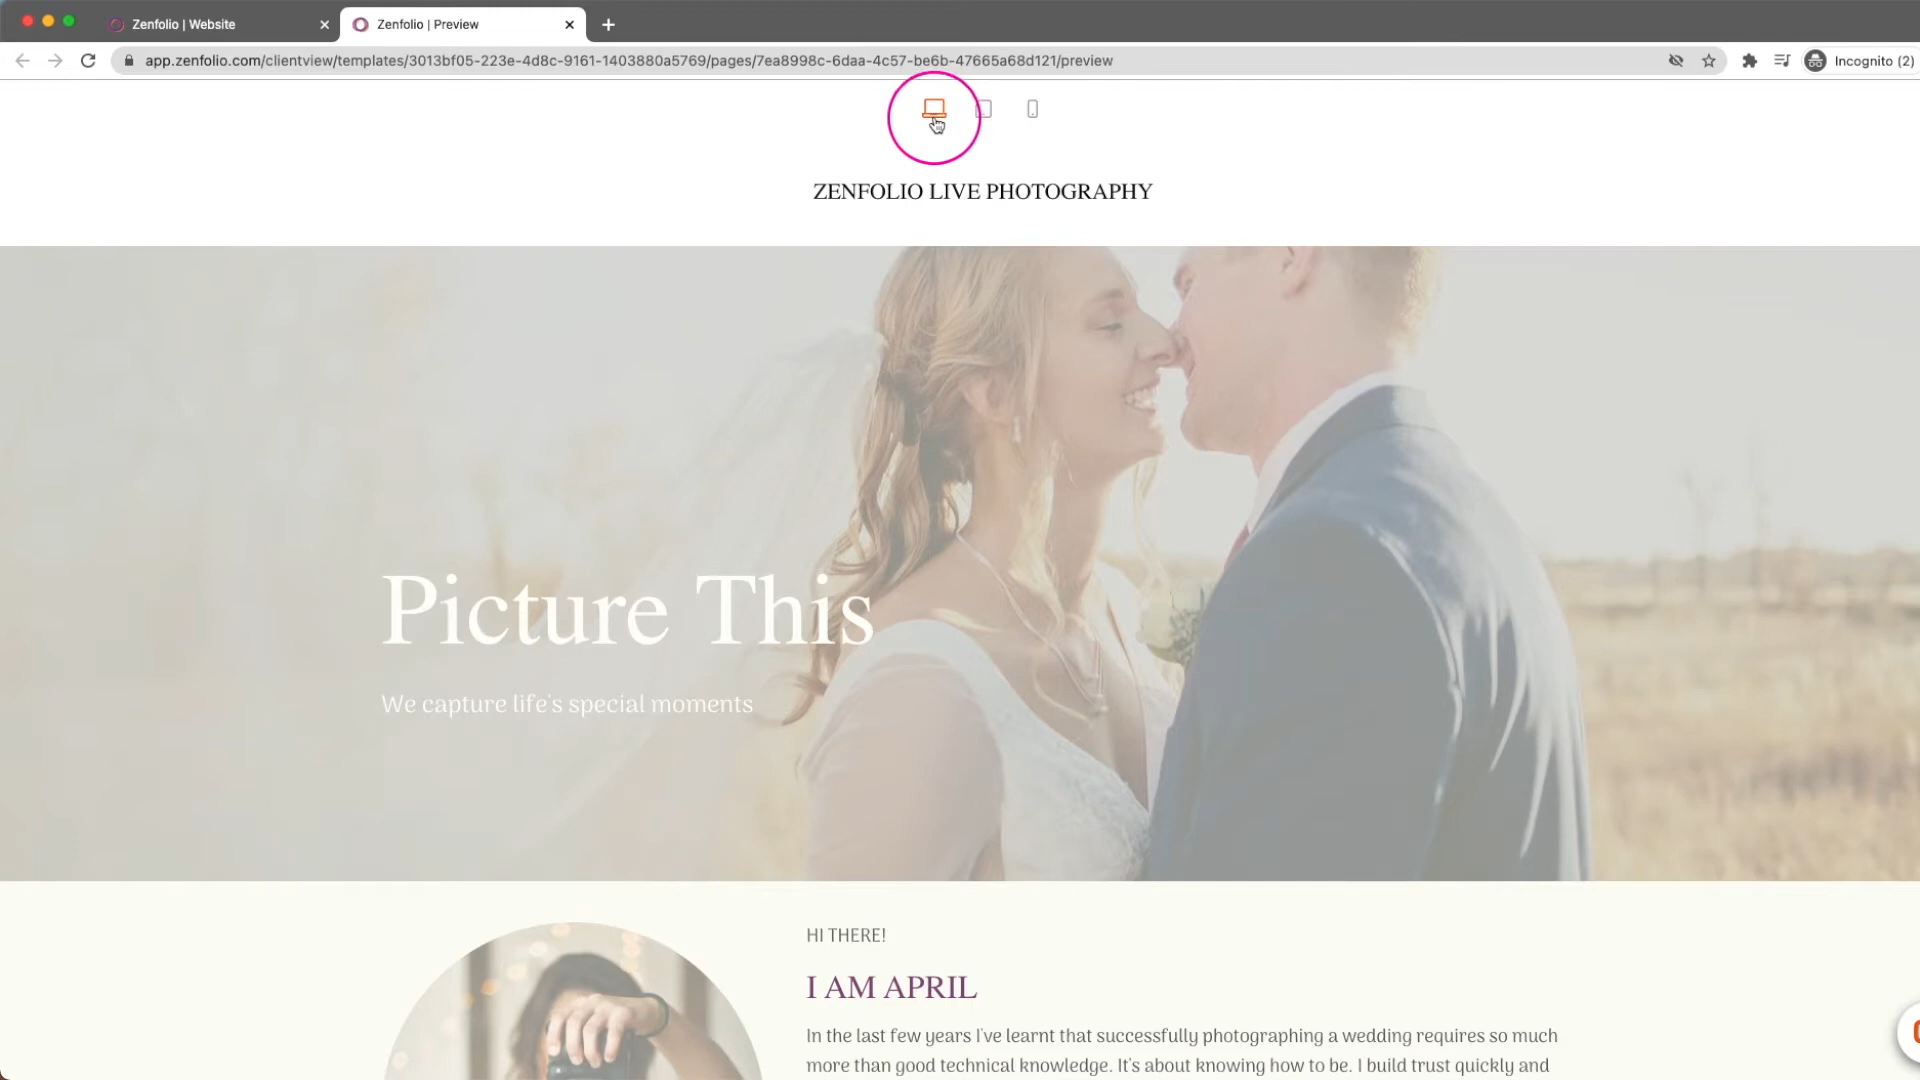 Zenfolio | Website
Zenfolio | Preview
app.zenfolio.com/clientview/templates/3013bf05-223e-4d8c-9161-1403880a5769/pages/7ea8998c-6daa-4c57-be6b-47665a68d121/preview
Incognito (2)
ZENFOLIO LIVE PHOTOGRAPHY
Picture This
We capture life's special moments
HI THERE!
I AM APRIL
In the last few years I've learnt that successfully photographing a wedding requires so much
more than good technical knowledge. It's about knowing how to be. I build trust quickly and